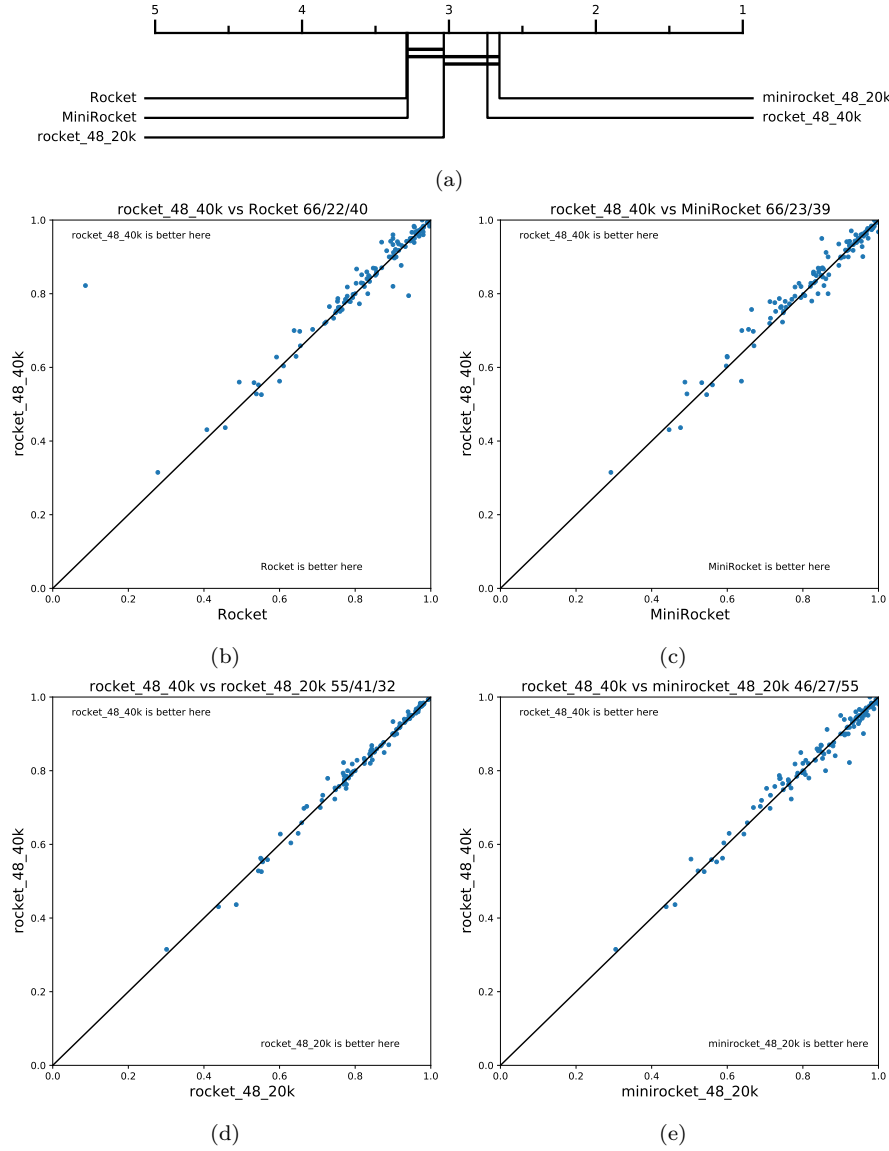 5 4 3 2 1
Rocket
MiniRocket
rocket_48_20k
minirocket_48_20k
rocket_48_40k
(a)
rocket_48_40k vs Rocket 66/22/40
rocket_48_40k is better here
rocket_48_40k
1.0
0.8
0.6
0.4
0.2
0.0
Rocket is better here
0.0 0.2 0.4 0.6 0.8 1.0
Rocket
(b)
rocket_48_40k vs MiniRocket 66/23/39
rocket_48_40k is better here
rocket_48_40k
1.0
0.8
0.6
0.4
0.2
0.0
MiniRocket is better here
0.0 0.2 0.4 0.6 0.8 1.0
MiniRocket
(c)
rocket_48_40k vs rocket_48_20k 55/41/32
rocket_48_40k is better here
rocket_48_40k
1.0
0.8
0.6
0.4
0.2
0.0
rocket_48_20k is better here
0.0 0.2 0.4 0.6 0.8 1.0
rocket_48_20k
(d)
rocket_48_40k vs minirocket_48_20k 46/27/55
rocket_48_40k is better here
rocket_48_40k
1.0
0.8
0.6
0.4
0.2
0.0
minirocket_48_20k is better here
0.0 0.2 0.4 0.6 0.8 1.0
minirocket_48_20k
(e)